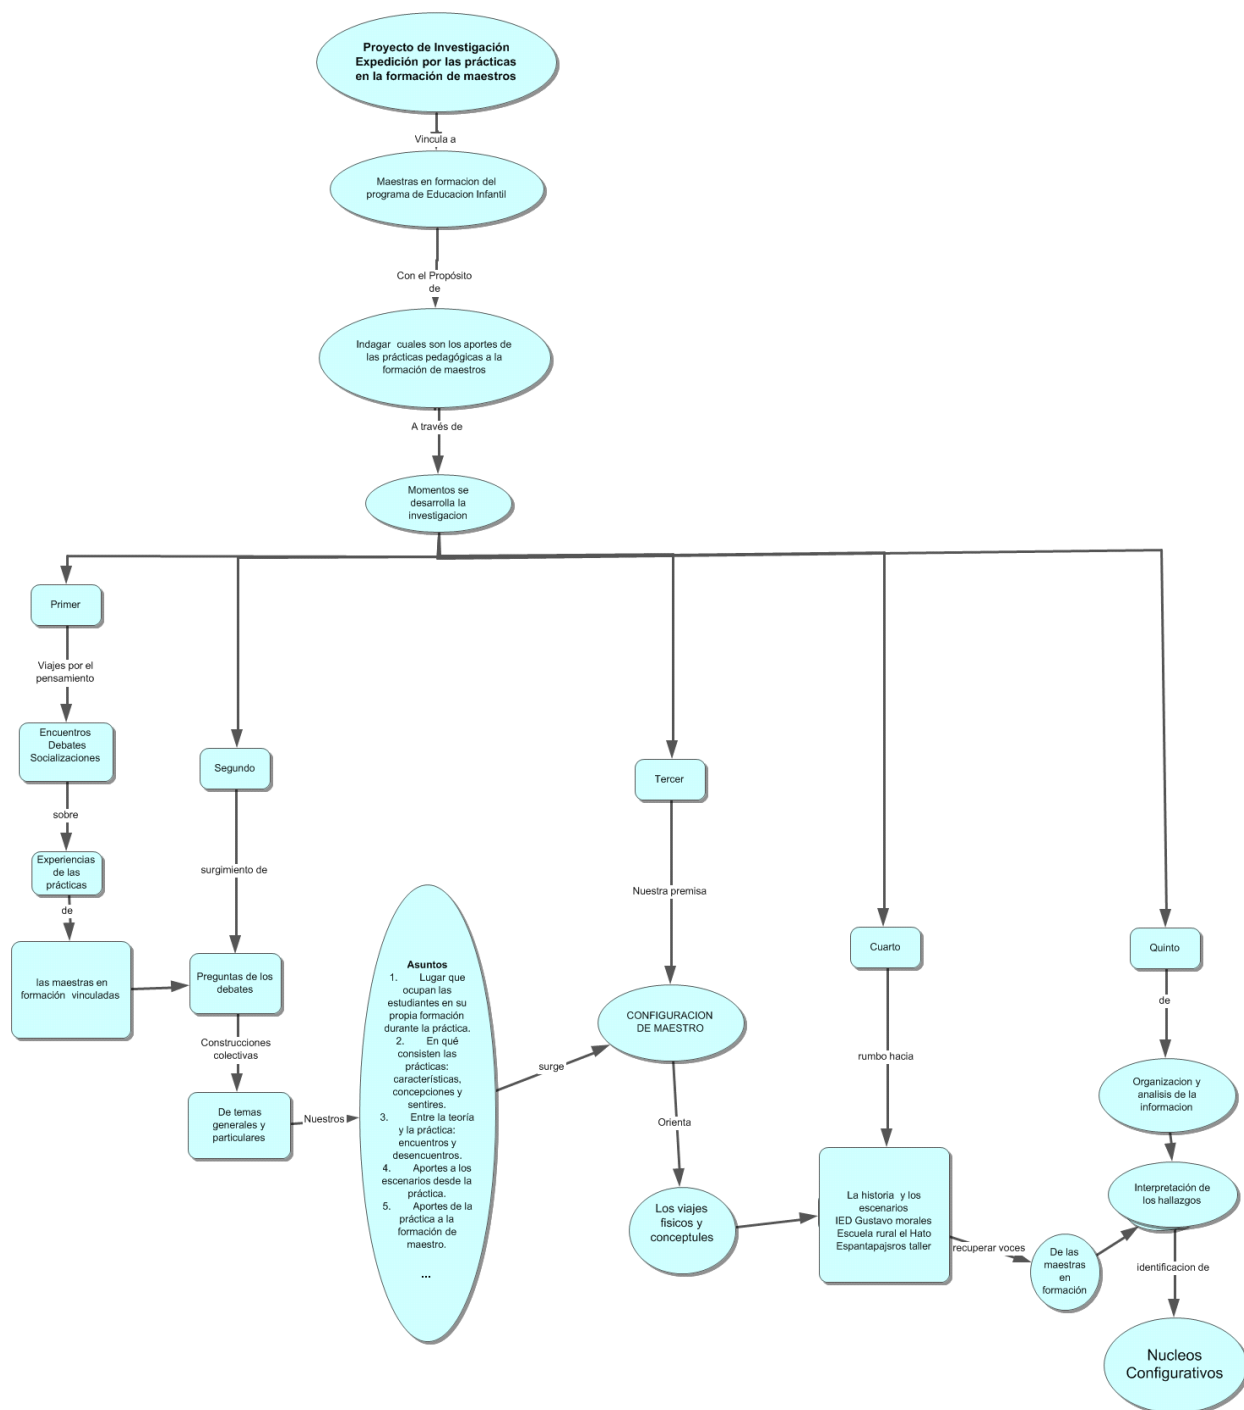 Proyecto de Investigación
Expedición por las prácticas
en la formación de maestros
Vincula a
Maestras en formacion del
programa de Educacion Infantil
Con el Propósito
de
Indagar cuales son los aportes de
las prácticas pedagógicas a la
formación de maestros
A través de
Momentos se
desarrolla la
investigacion
Primer
Viajes por el
pensamiento
Encuentros
Debates
Socializaciones
sobre
Experiencias
de las
prácticas
de
las maestras en
formación vinculadas
Segundo
surgimiento de
Preguntas de los
debates
Construcciones
colectivas
De temas
generales y
particulares
Nuestros
Asuntos
1. Lugar que
ocupan las
estudiantes en su
propia formación
durante la práctica.
2. En qué
consisten las
prácticas:
características,
concepciones y
sentires.
3. Entre la teoría
y la práctica:
encuentros y
desencuentros.
4. Aportes a los
escenarios desde la
práctica.
5. Aportes de la
práctica a la
formación de
maestro.
...
surge
Tercer
Nuestra premisa
CONFIGURACION
DE MAESTRO
Orienta
Los viajes
fisicos y
conceptules
Cuarto
rumbo hacia
La historia y los
escenarios
IED Gustavo morales
Escuela rural el Hato
Espantapajsros taller
recuperar voces
De las
maestras
en
formación
Quinto
de
Organizacion y
analisis de la
informacion
Interpretación de
los hallazgos
identificacion de
Nucleos
Configurativos